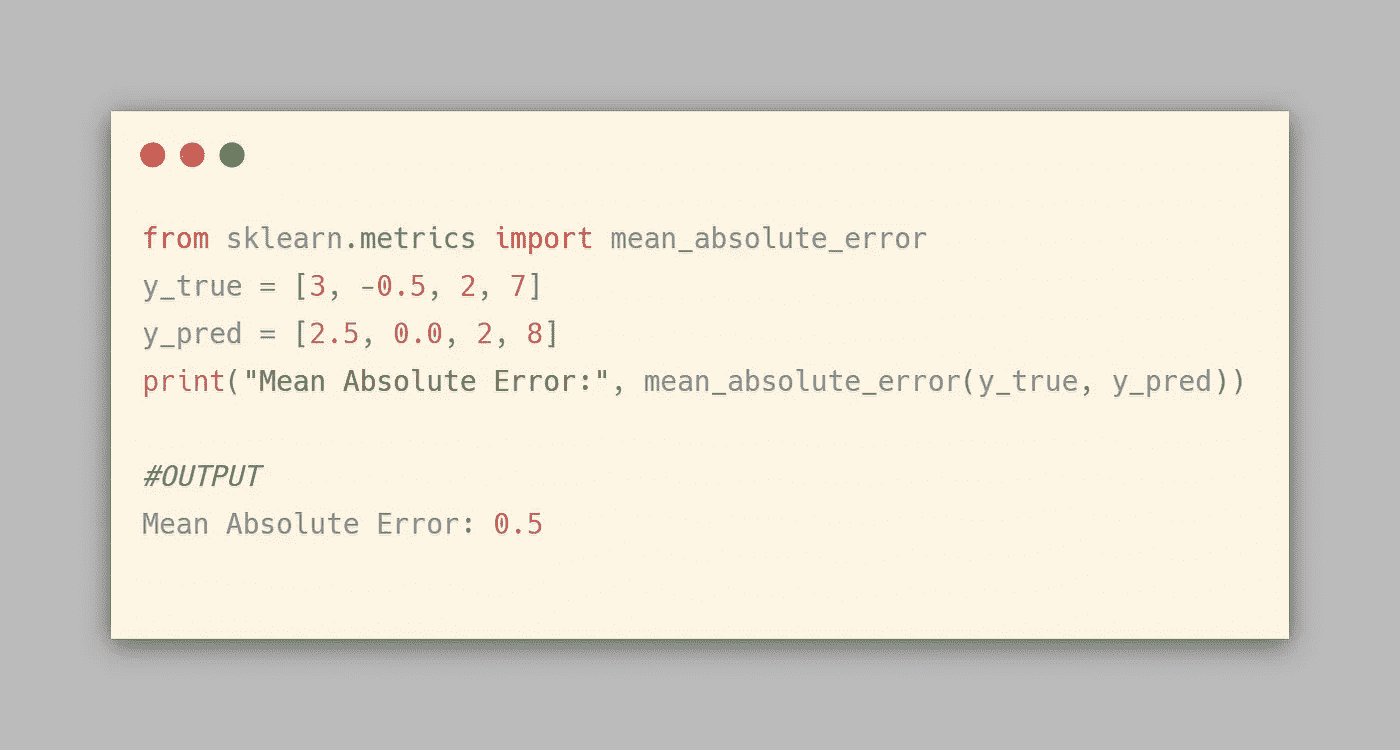 from sklearn.metrics import mean_absolute_error
y_true = [3, -0.5, 2, 7]
y_pred = [2.5, 0.0, 2, 8]
print("Mean Absolute Error:", mean_absolute_error(y_true, y_pred))
#OUTPUT
Mean Absolute Error: 0.5